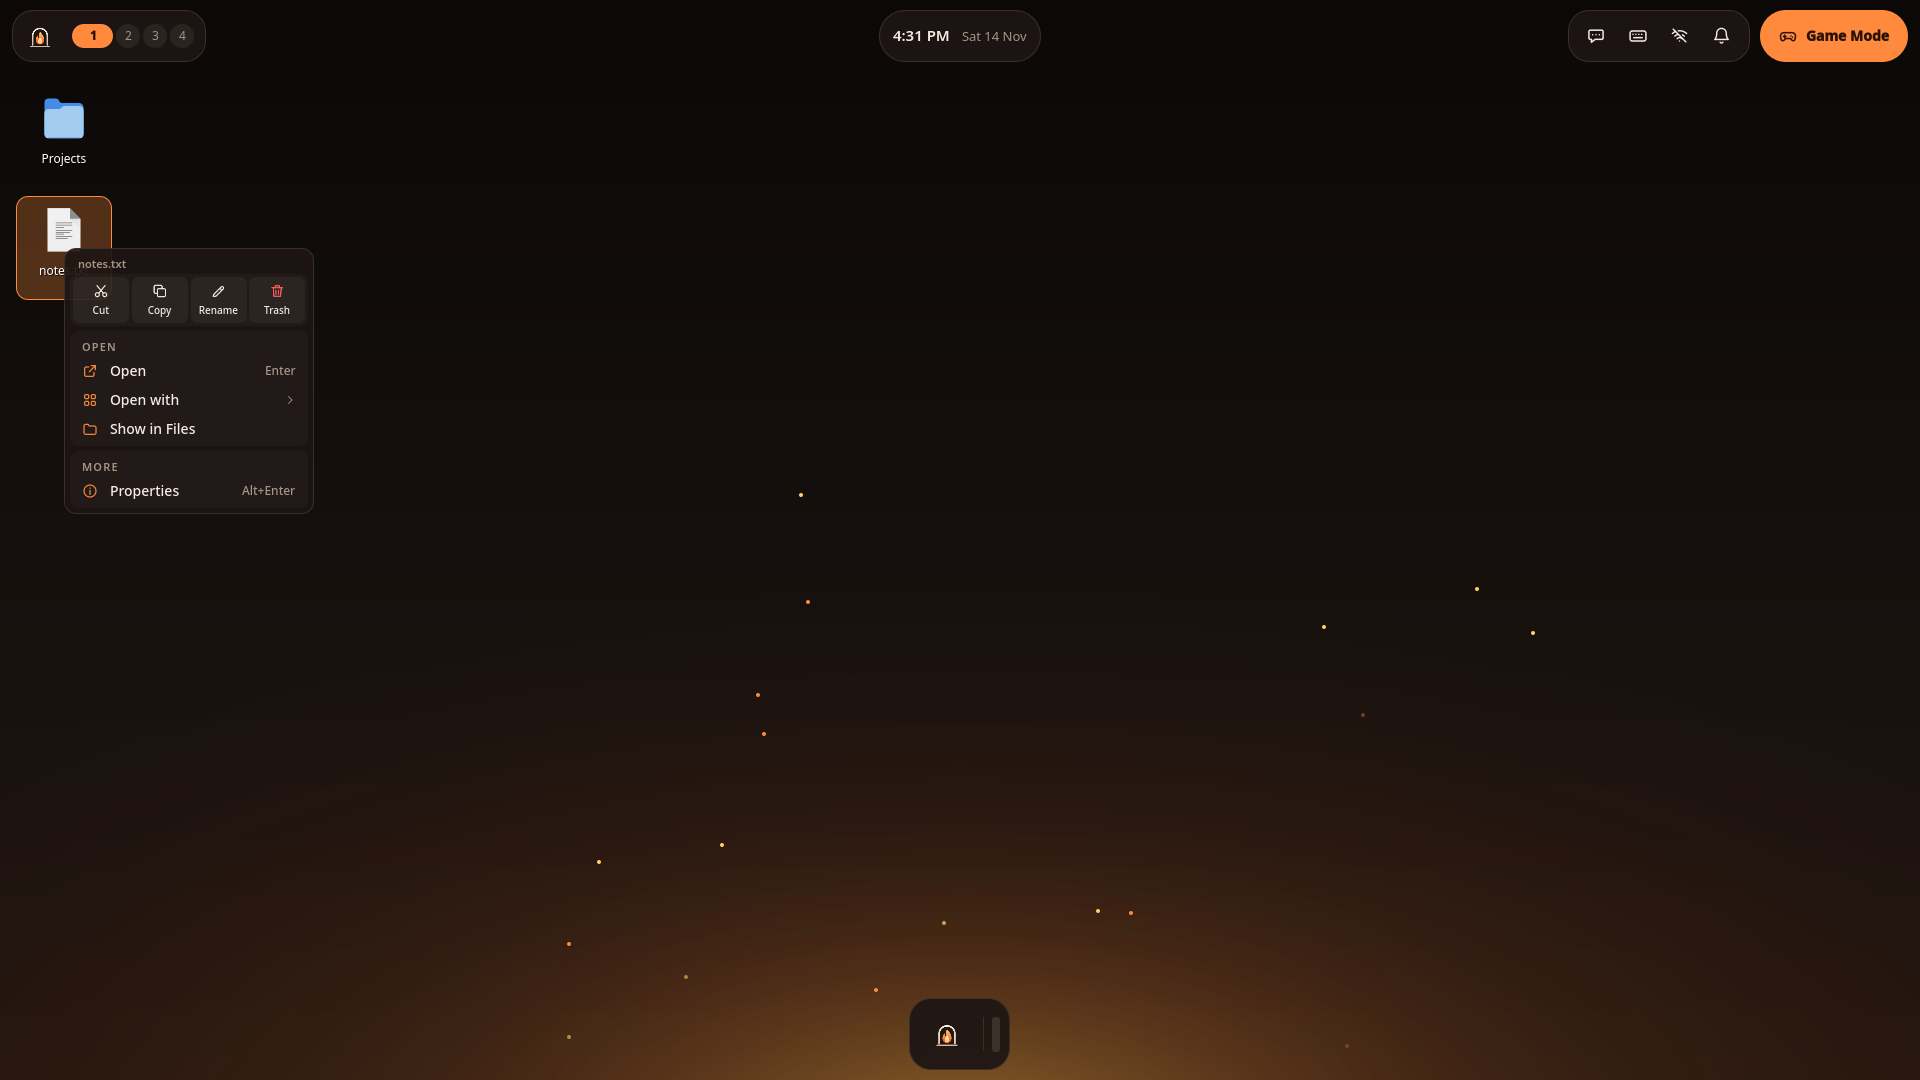 1 2 3 4
4:31 PM Sat 14 Nov
Game Mode
Projects
notes.txt
Cut Copy Rename Trash
OPEN
Open Enter
Open with
Show in Files
MORE
Properties Alt+Enter